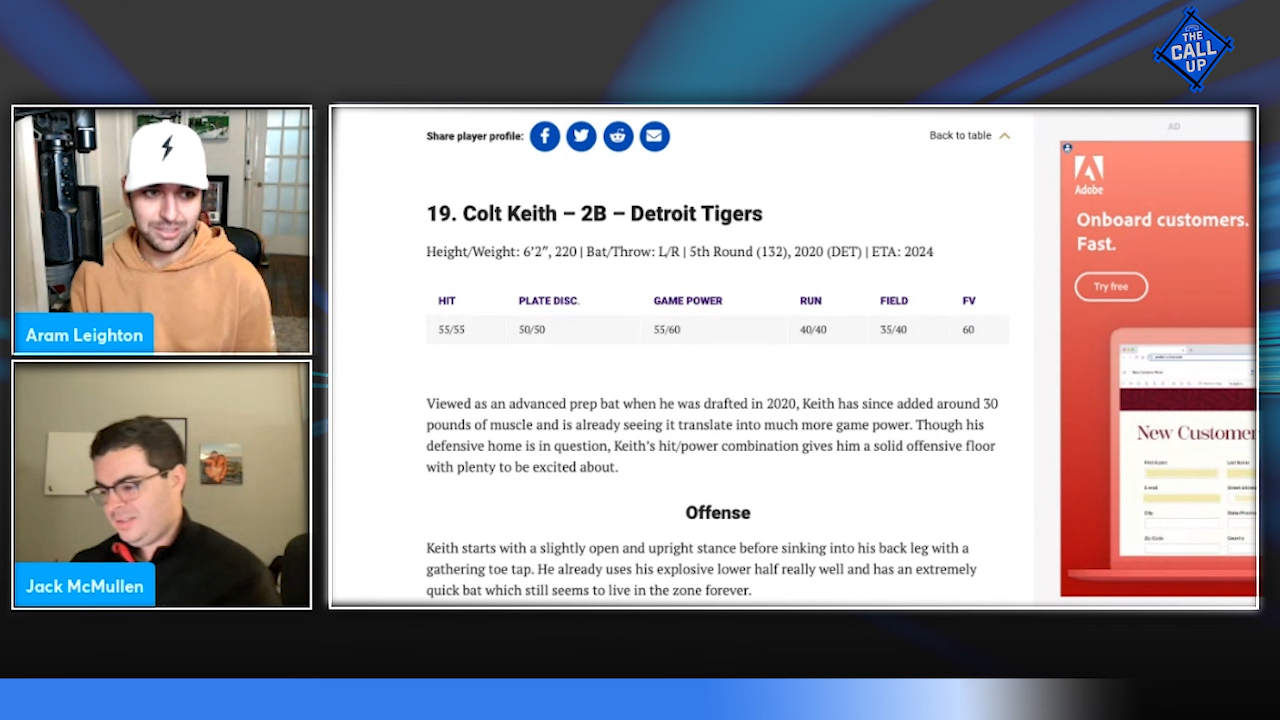 THE
CALL
UP
Share player profile:
Back to table
AD
19. Colt Keith – 2B – Detroit Tigers
Height/Weight: 6’2″, 220 | Bat/Throw: L/R | 5th Round (132), 2020 (DET) | ETA: 2024
HIT PLATE DISC. GAME POWER RUN FIELD FV
55/55 50/50 55/60 40/40 35/40 60
Viewed as an advanced prep bat when he was drafted in 2020, Keith has since added around 30
pounds of muscle and is already seeing it translate into much more game power. Though his
defensive home is in question, Keith’s hit/power combination gives him a solid offensive floor
with plenty to be excited about.
Offense
Keith starts with a slightly open and upright stance before sinking into his back leg with a
gathering toe tap. He already uses his explosive lower half really well and has an extremely
quick bat which still seems to live in the zone forever.
Adobe
Onboard customers.
Fast.
Try free
New Customer
First Name
E-mail
City
Zip Code
Country
Aram Leighton
Jack McMullen